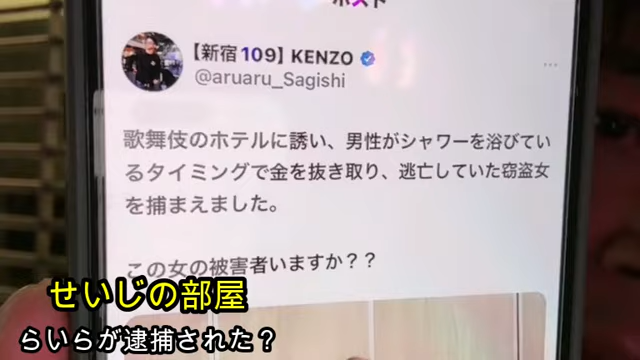 ポスト
【新宿109】KENZO
@aruaru_Sagishi
歌舞伎のホテルに誘い、男性がシャワーを浴びてい
るタイミングで金を抜き取り、逃亡していた窃盗女
を捕まえました。
この女の被害者いますか？？
せいじの部屋
らいらが逮捕された？